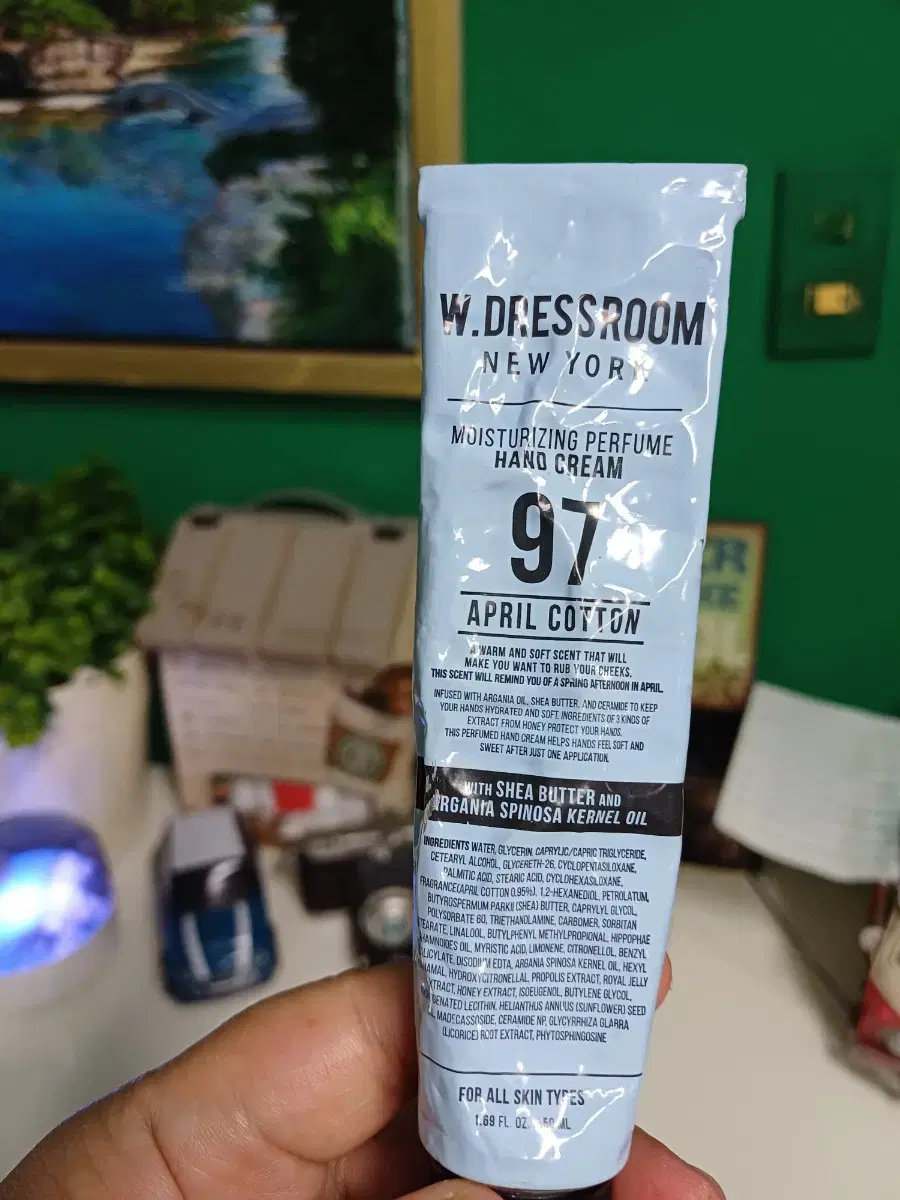 W.DRESSROOM
NEW YORK
MOISTURIZING PERFUME
HAND CREAM
97
APRIL COTTON
A WARM AND SOFT SCENT THAT WILL
MAKE YOU WANT TO RUB YOUR CHEEKS.
THIS SCENT WILL REMIND YOU OF A SPRING AFTERNOON IN APRIL.
INFUSED WITH ARGANIA OIL, SHEA BUTTER, AND CERAMIDE TO KEEP
YOUR HANDS HYDRATED AND SOFT. INGREDIENTS OF 3 KINDS OF
EXTRACT FROM HONEY PROTECT YOUR HANDS.
THIS PERFUMED HAND CREAM HELPS HANDS FEEL SOFT AND
SWEET AFTER JUST ONE APPLICATION.
WITH SHEA BUTTER AND
ARGANIA SPINOSA KERNEL OIL
INGREDIENTS WATER, GLYCERIN, CAPRYLIC/CAPRIC TRIGLYCERIDE,
CETEARYL ALCOHOL, GLYCERETH-26, CYCLOPENTASILOXANE,
PALMITIC ACID, STEARIC ACID, CYCLOHEXASILOXANE,
FRAGRANCE(APRIL COTTON 0.95%), 1,2-HEXANEDIOL, PETROLATUM,
BUTYROSPERMUM PARKII (SHEA) BUTTER, CAPRYLYL GLYCOL,
POLYSORBATE 60, TRIETHANOLAMINE, CARBOMER, SORBITAN
STEARATE, LINALOOL, BUTYLPHENYL METHYLPROPIONAL, HIPPOPHAE
RHAMNOIDES OIL, MYRISTIC ACID, LIMONENE, CITRONELLOL, BENZYL
SALICYLATE, DISODIUM EDTA, ARGANIA SPINOSA KERNEL OIL, HEXYL
CINNAMAL, HYDROXYCITRONELLAL, PROPOLIS EXTRACT, ROYAL JELLY
EXTRACT, HONEY EXTRACT, ISOEUGENOL, BUTYLENE GLYCOL,
HYDROGENATED LECITHIN, HELIANTHUS ANNUUS (SUNFLOWER) SEED
OIL, MADECASSOSIDE, CERAMIDE NP, GLYCYRRHIZA GLABRA
(LICORICE) ROOT EXTRACT, PHYTOSPHINGOSINE
FOR ALL SKIN TYPES
1.69 FL. OZ. 50 ML